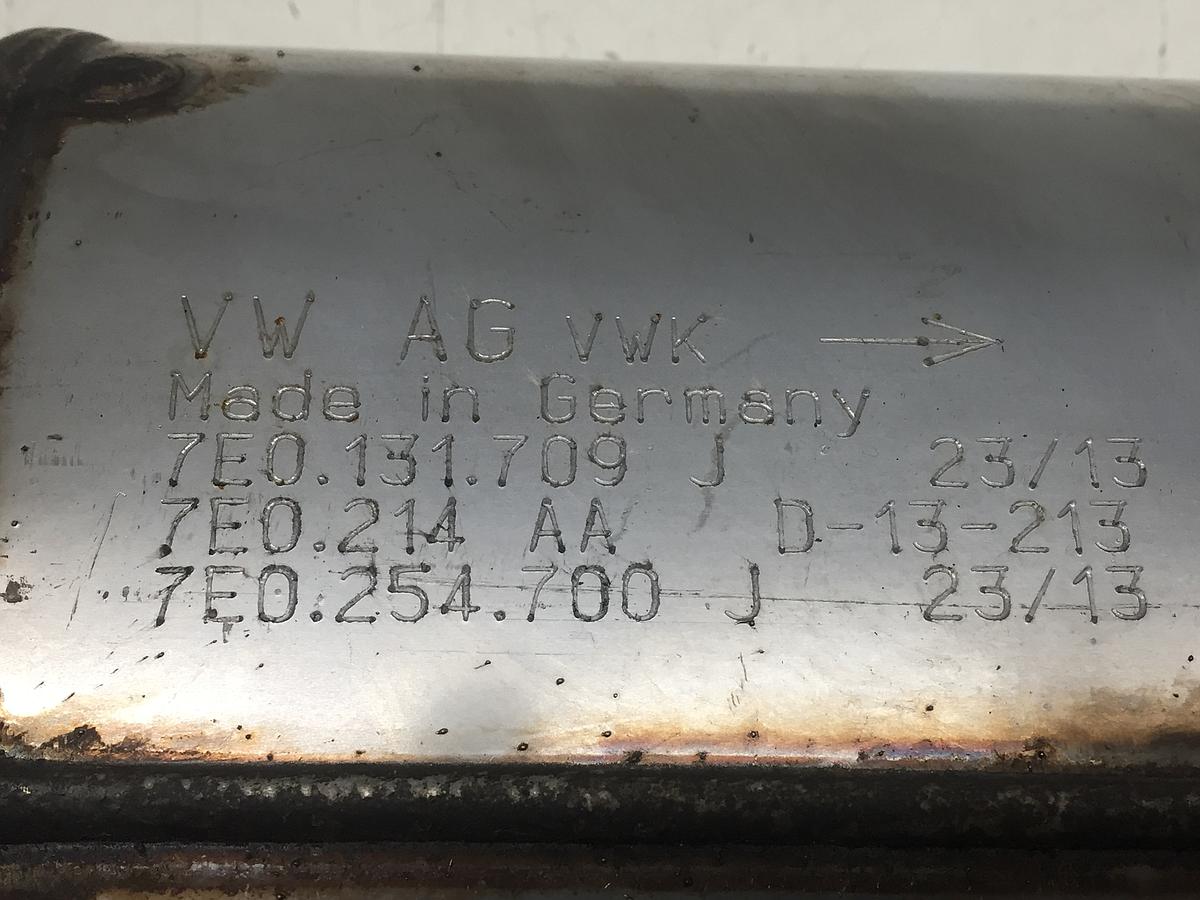 VW AG VWK →
Made in Germany
7E0.131.709 J 23/13
7E0.214 AA D-13-213
7E0.254.700 J 23/13